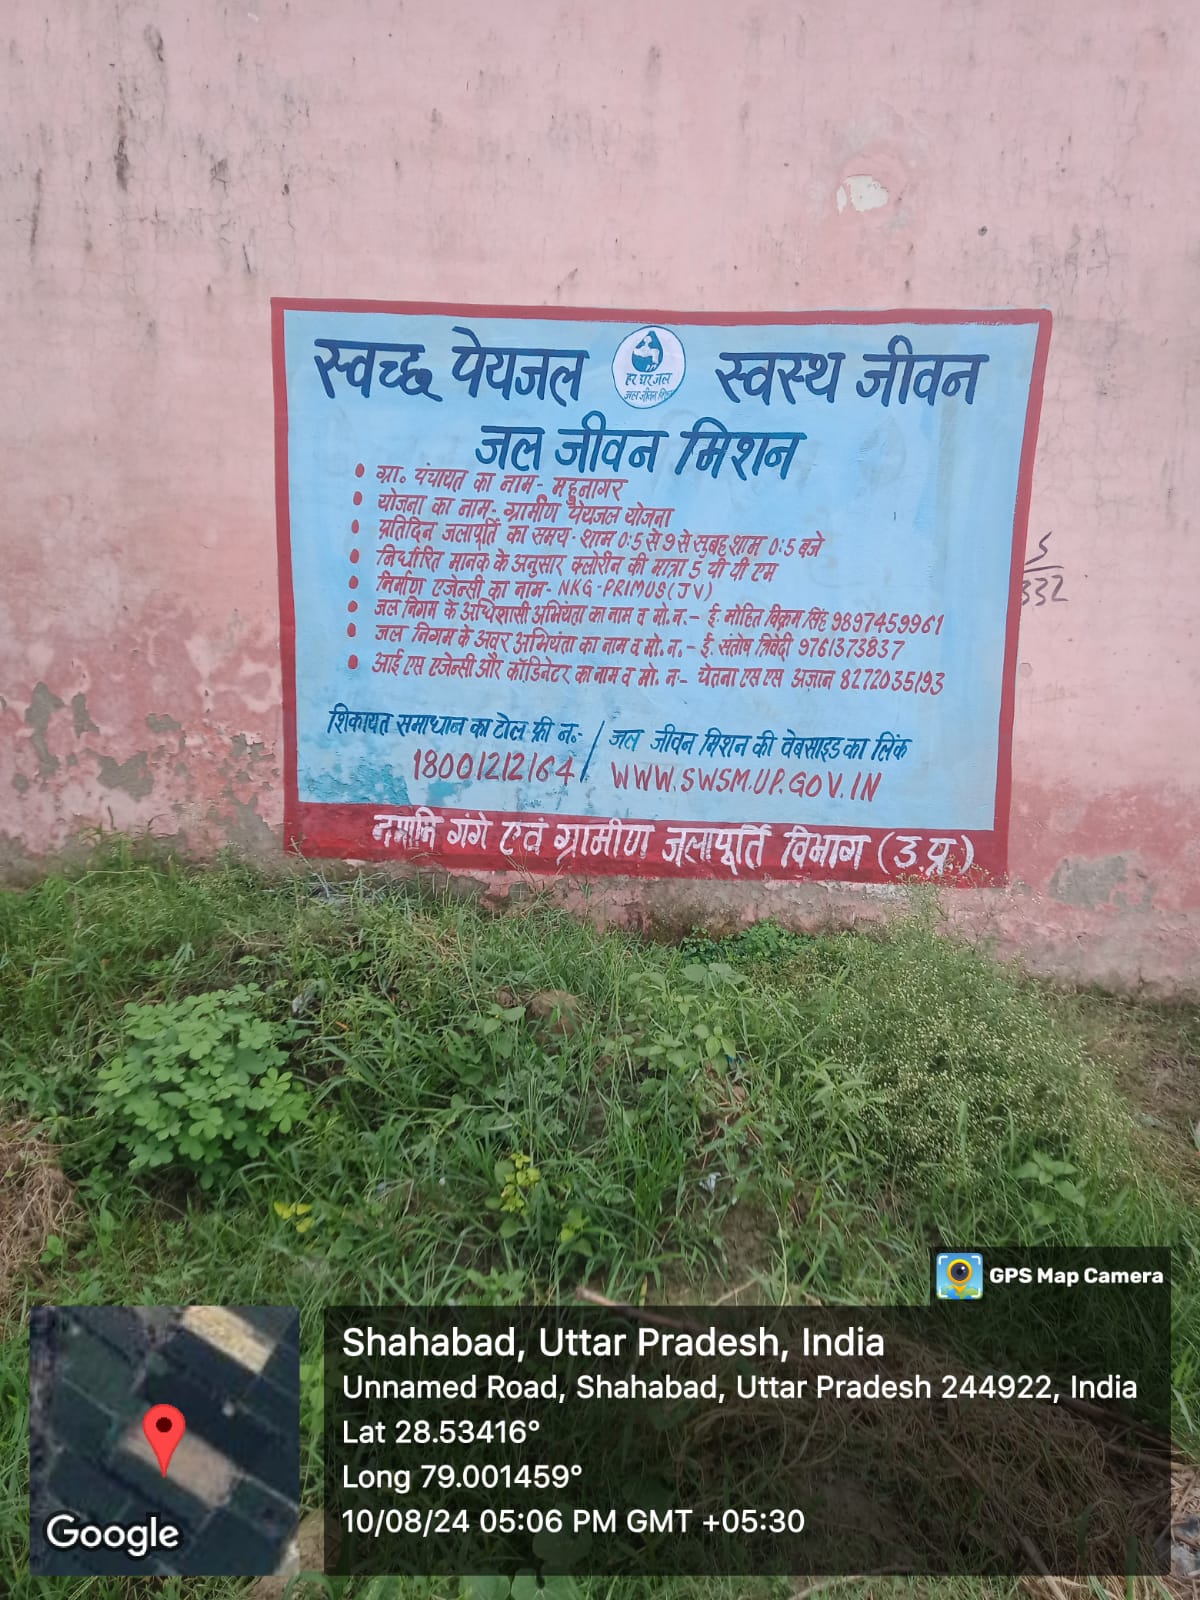 स्वच्छ पेयजल स्वस्थ जीवन
हर घर जल
जल जीवन मिशन
जल जीवन मिशन
• ग्रा. पंचायत का नाम - महूनागर
• योजना का नाम - ग्रामीण पेयजल योजना
• प्रतिदिन जलापूर्ति का समय - शाम 0:5 से 9 से सुबह शाम 0:5 बजे
• निर्धारित मानक के अनुसार क्लोरीन की मात्रा 5 पी पी एम
• निर्माण एजेन्सी का नाम - NKG-PRIMUS(JV)
• जल निगम के अधिशासी अभियंता का नाम व मो.न. - ई. मोहित विक्रम सिंह 9897459961
• जल निगम के अवर अभियंता का नाम व मो.न. - ई. संतोष त्रिवेदी 9761373837
• आई एस एजेन्सी और कॉडिनेटर का नाम व मो. न:- चेतना एस एस अज़ान 8272035193
शिकायत समाधान का टोल फ्री न.:- / जल जीवन मिशन की वेबसाइड का लिंक
18001212164 / WWW.SWSM.UP.GOV.IN
नमामि गंगे एवं ग्रामीण जलापूर्ति विभाग (उ.प्र.)
S
332
GPS Map Camera
Shahabad, Uttar Pradesh, India
Unnamed Road, Shahabad, Uttar Pradesh 244922, India
Lat 28.53416°
Long 79.001459°
10/08/24 05:06 PM GMT +05:30
Google